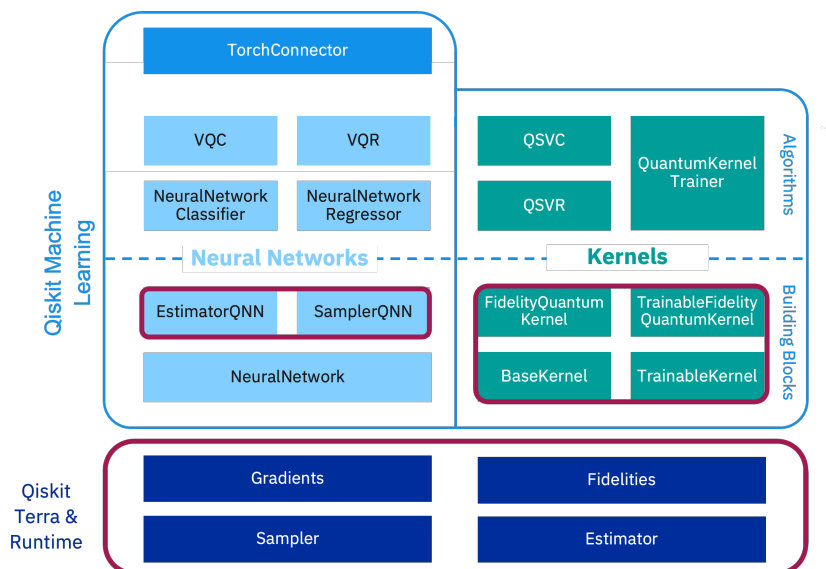 TorchConnector
VQC
VQR
NeuralNetwork
Classifier
NeuralNetwork
Regressor
QSVC
QSVR
QuantumKernel
Trainer
Algorithms
Qiskit Machine
Learning
Neural Networks
Kernels
EstimatorQNN
SamplerQNN
NeuralNetwork
FidelityQuantum
Kernel
TrainableFidelity
QuantumKernel
BaseKernel
TrainableKernel
Building Blocks
Qiskit
Terra &
Runtime
Gradients
Fidelities
Sampler
Estimator